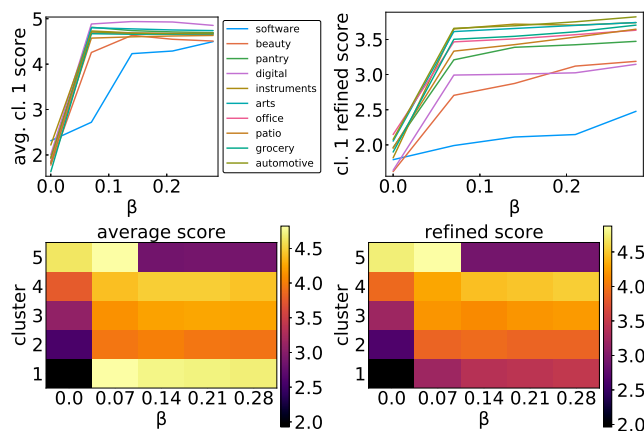 avg. cl. 1 score
5
4
3
2
0.0
0.1
0.2
β
software
beauty
pantry
digital
instruments
arts
office
patio
grocery
automotive
cl. 1 refined score
3.5
3.0
2.5
2.0
0.0
0.1
0.2
β
average score
cluster
5
4
3
2
1
0.0 0.07 0.14 0.21 0.28
β
4.5
4.0
3.5
3.0
2.5
2.0
refined score
cluster
5
4
3
2
1
0.0 0.07 0.14 0.21 0.28
β
4.5
4.0
3.5
3.0
2.5
2.0